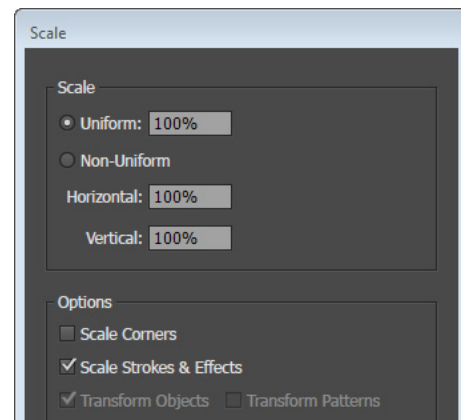 Scale
Scale
Uniform: 100%
Non-Uniform
Horizontal: 100%
Vertical: 100%
Options
Scale Corners
Scale Strokes & Effects
Transform Objects Transform Patterns